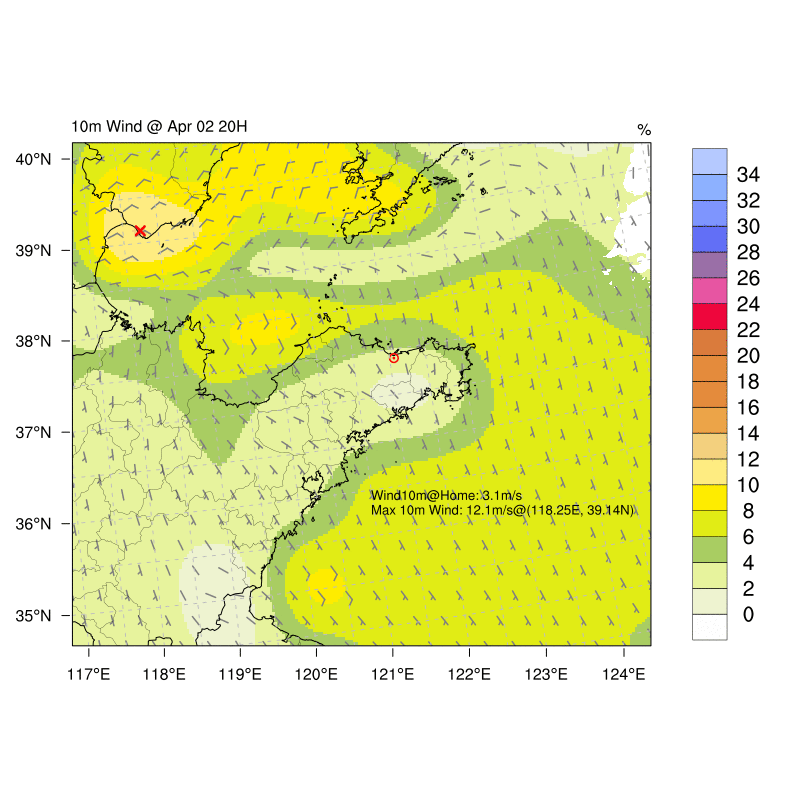 10m Wind @ Apr 02 20H
%
40°N
39°N
38°N
37°N
36°N
35°N
117°E 118°E 119°E 120°E 121°E 122°E 123°E 124°E
Wind10m@Home: 3.1m/s
Max 10m Wind: 12.1m/s@(118.25E, 39.14N)
34
32
30
28
26
24
22
20
18
16
14
12
10
8
6
4
2
0